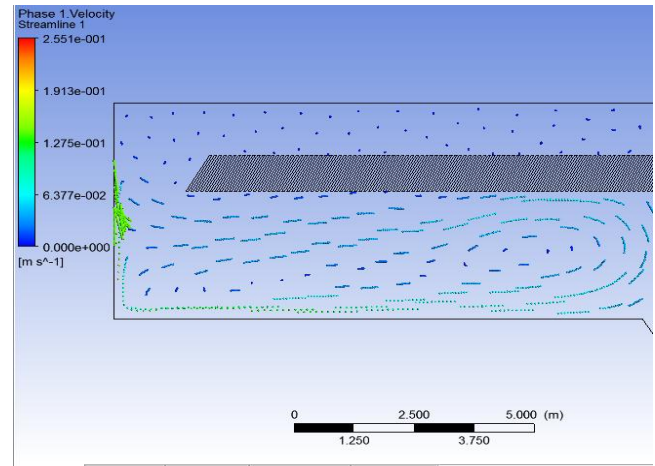 Phase 1.Velocity
Streamline 1
2.551e-001
1.913e-001
1.275e-001
6.377e-002
0.000e+000
[m s^-1]
0 2.500 5.000 (m)
1.250 3.750